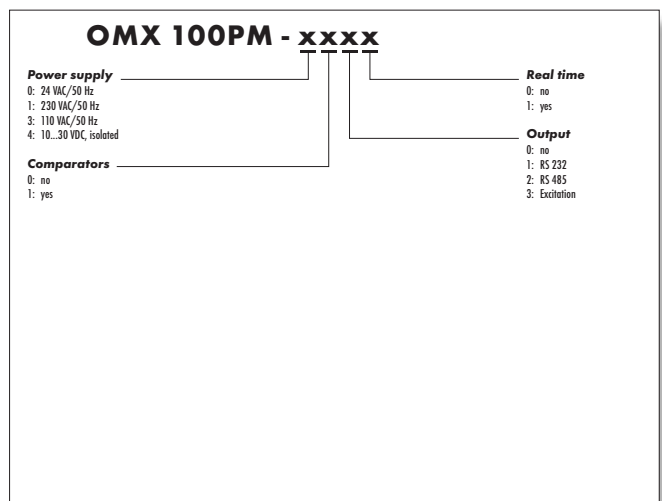 OMX 100PM - xxxx
Power supply
0: 24 VAC/50 Hz
1: 230 VAC/50 Hz
3: 110 VAC/50 Hz
4: 10...30 VDC, isolated
Comparators
0: no
1: yes
Real time
0: no
1: yes
Output
0: no
1: RS 232
2: RS 485
3: Excitation